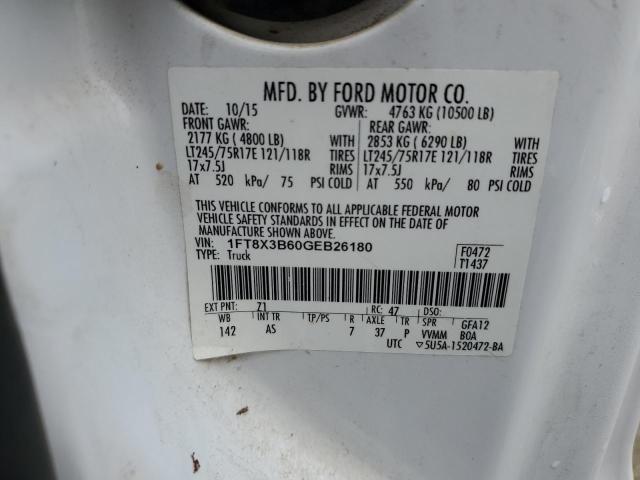 MFD. BY FORD MOTOR CO.
DATE: 10/15 GVWR: 4763 KG (10500 LB)
FRONT GAWR: REAR GAWR:
2177 KG ( 4800 LB) WITH 2853 KG ( 6290 LB) WITH
LT245/75R17E 121/118R TIRES LT245/75R17E 121/118R TIRES
17x7.5J RIMS 17x7.5J RIMS
AT 520 kPa/ 75 PSI COLD AT 550 kPa/ 80 PSI COLD
THIS VEHICLE CONFORMS TO ALL APPLICABLE FEDERAL MOTOR
VEHICLE SAFETY STANDARDS IN EFFECT ON THE DATE OF
MANUFACTURE SHOWN ABOVE.
VIN: 1FT8X3B60GEB26180 F0472
TYPE: Truck T1437
EXT PNT: Z1 RC: 47 DSO:
WB INT TR TP/PS R AXLE TR SPR GFA12
142 AS 7 37 P VVMM BOA
UTC ▽5U5A-1520472-BA